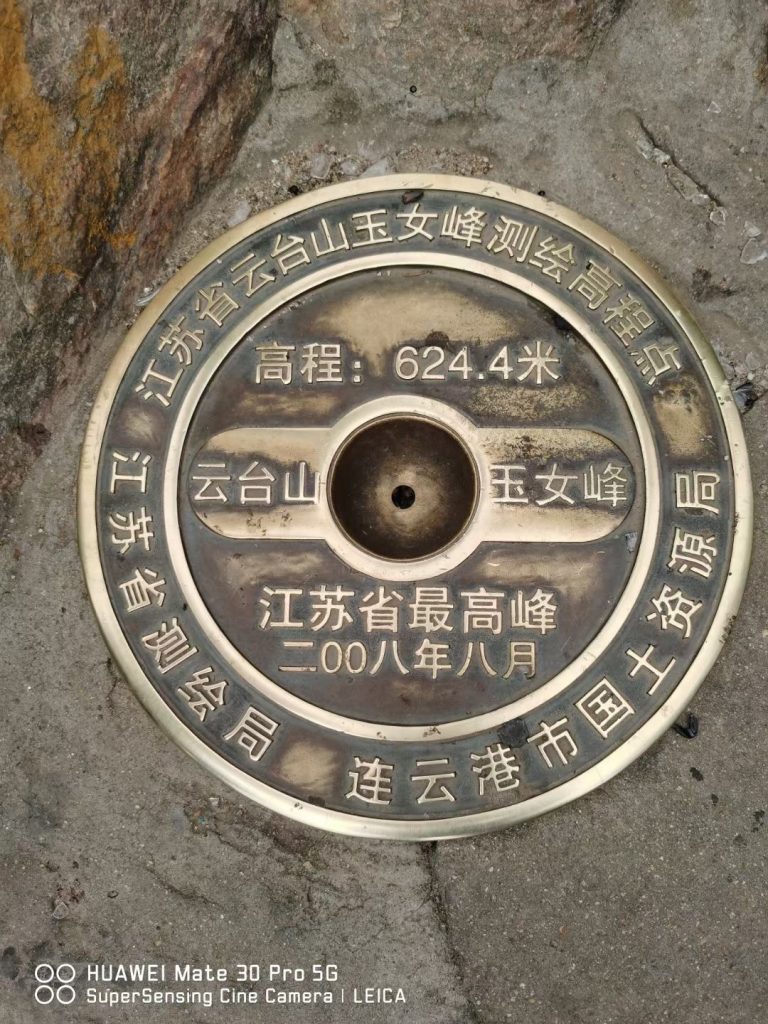 江苏省云台山玉女峰测绘高程点
高程：624.4米
云台山 玉女峰
江苏省最高峰
二00八年八月
江苏省测绘局
连云港市国土资源局
HUAWEI Mate 30 Pro 5G
SuperSensing Cine Camera | LEICA